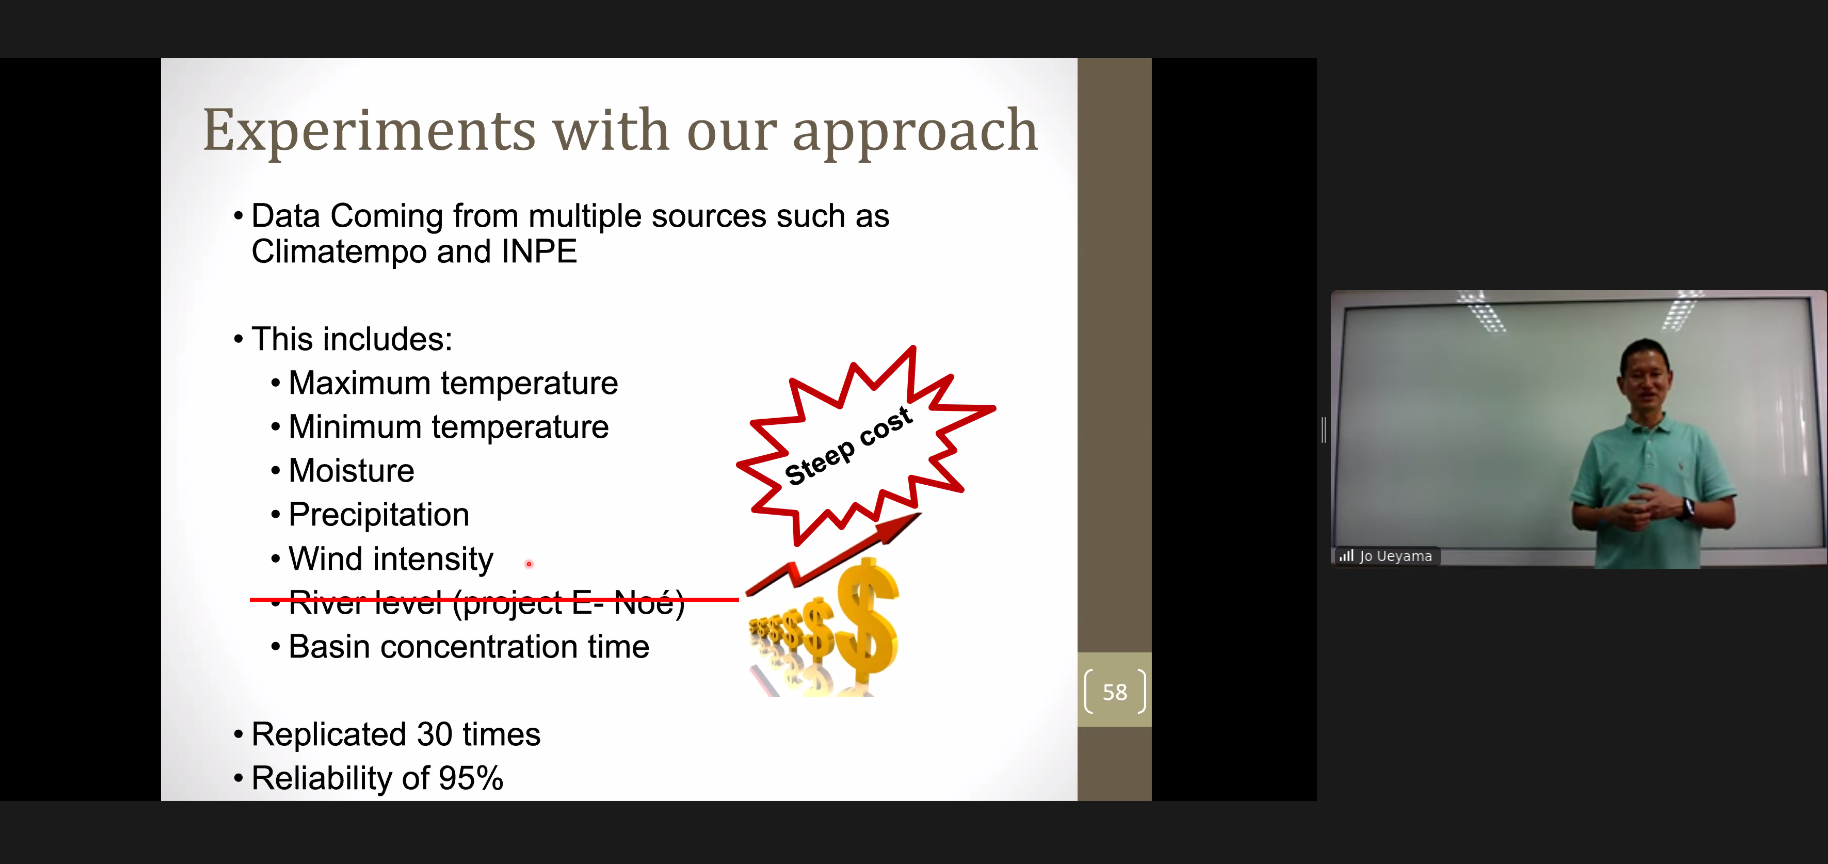 Experiments with our approach
• Data Coming from multiple sources such as
Climatempo and INPE
• This includes:
• Maximum temperature
• Minimum temperature
• Moisture
• Precipitation
• Wind intensity
• River level (project E- Noé)
• Basin concentration time
Steep cost
$$$$$$
58
• Replicated 30 times
• Reliability of 95%
Jo Ueyama